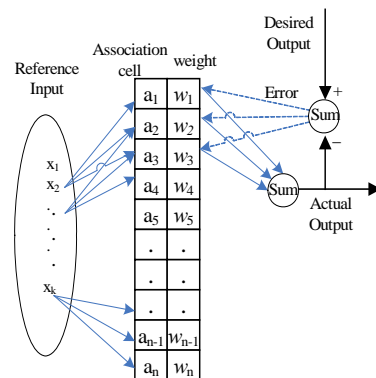 Desired
Output
Association
cell
weight
Reference
Input
Error
+
Sum
−
Sum
Actual
Output
x1
x2
xk
a1 w1
a2 w2
a3 w3
a4 w4
a5 w5
. .
. .
. .
an-1 wn-1
an wn